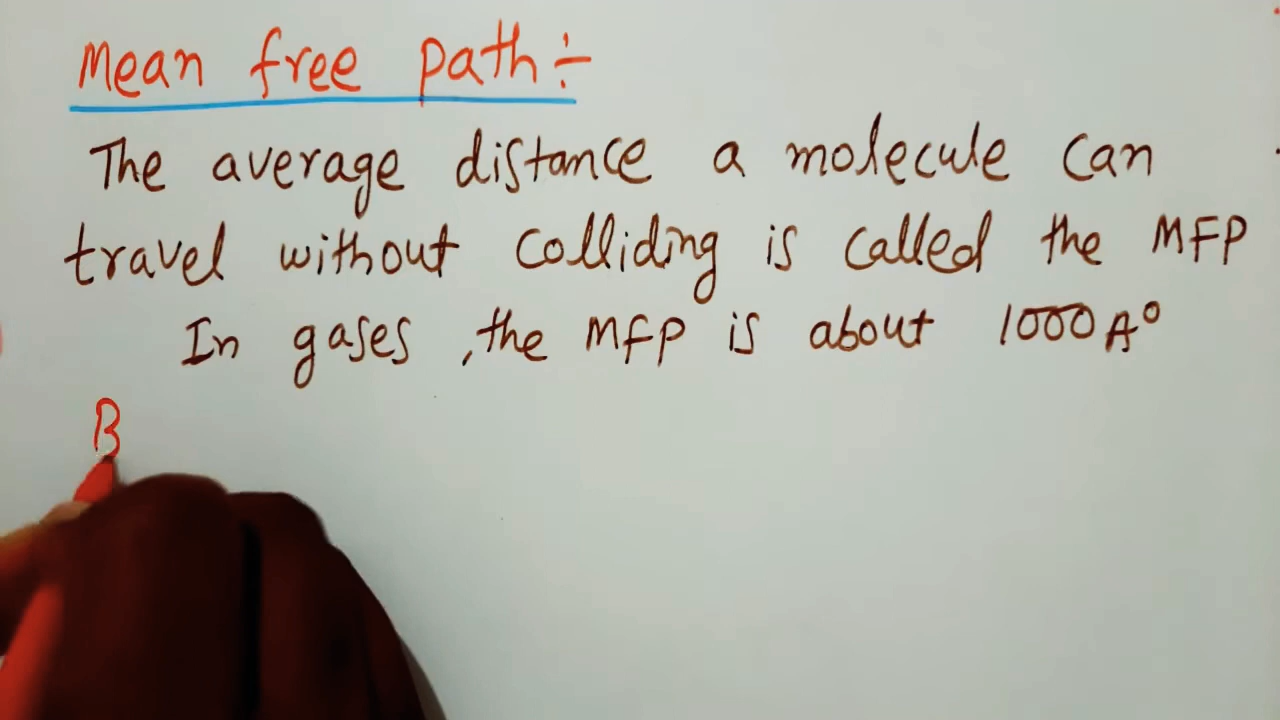 Mean free path:-
The average distance a molecule can
travel without colliding is called the MFP
In gases, the MFP is about 1000A°
B